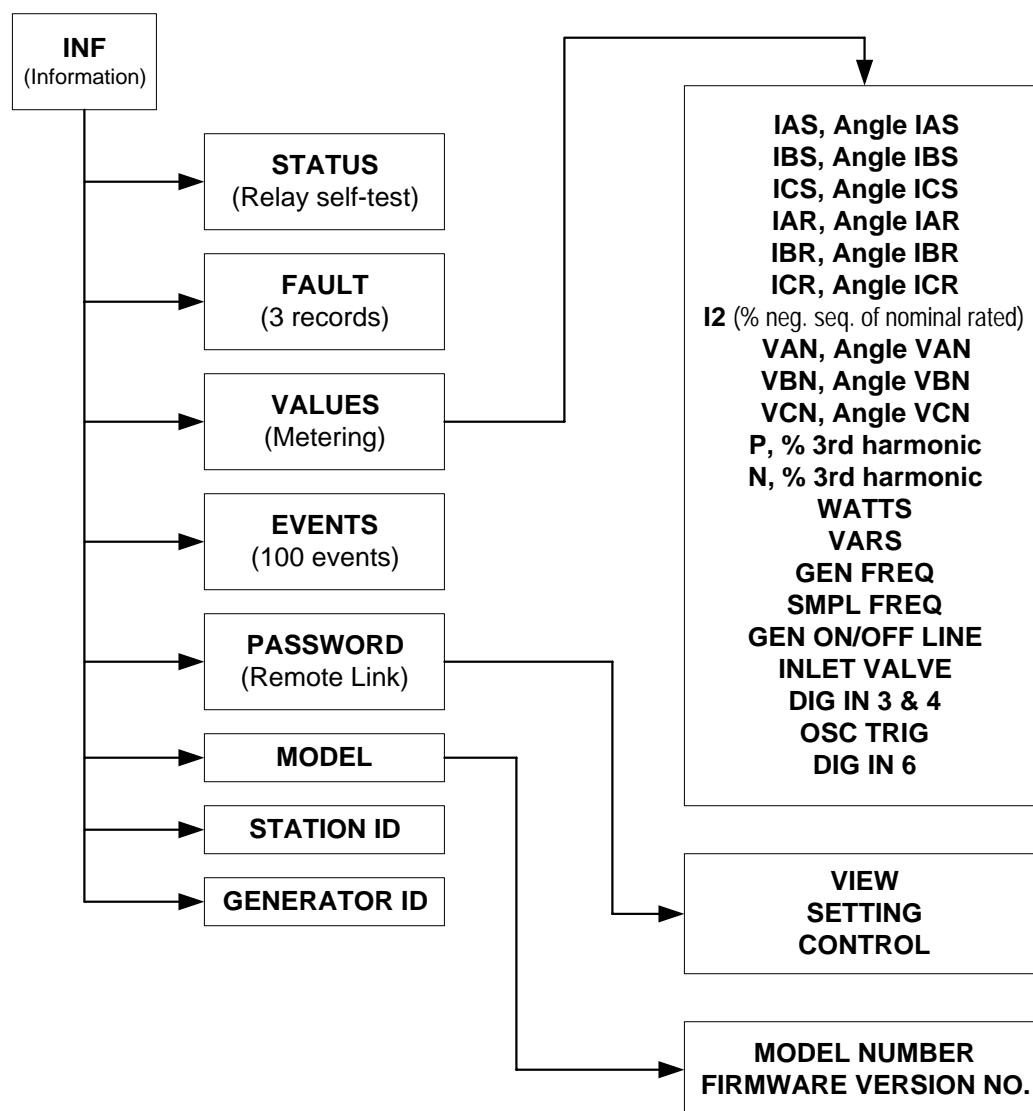 INF
(Information)
STATUS
(Relay self-test)
FAULT
(3 records)
VALUES
(Metering)
EVENTS
(100 events)
PASSWORD
(Remote Link)
MODEL
STATION ID
GENERATOR ID
IAS, Angle IAS
IBS, Angle IBS
ICS, Angle ICS
IAR, Angle IAR
IBR, Angle IBR
ICR, Angle ICR
I2 (% neg. seq. of nominal rated)
VAN, Angle VAN
VBN, Angle VBN
VCN, Angle VCN
P, % 3rd harmonic
N, % 3rd harmonic
WATTS
VARS
GEN FREQ
SMPL FREQ
GEN ON/OFF LINE
INLET VALVE
DIG IN 3 & 4
OSC TRIG
DIG IN 6
VIEW
SETTING
CONTROL
MODEL NUMBER
FIRMWARE VERSION NO.